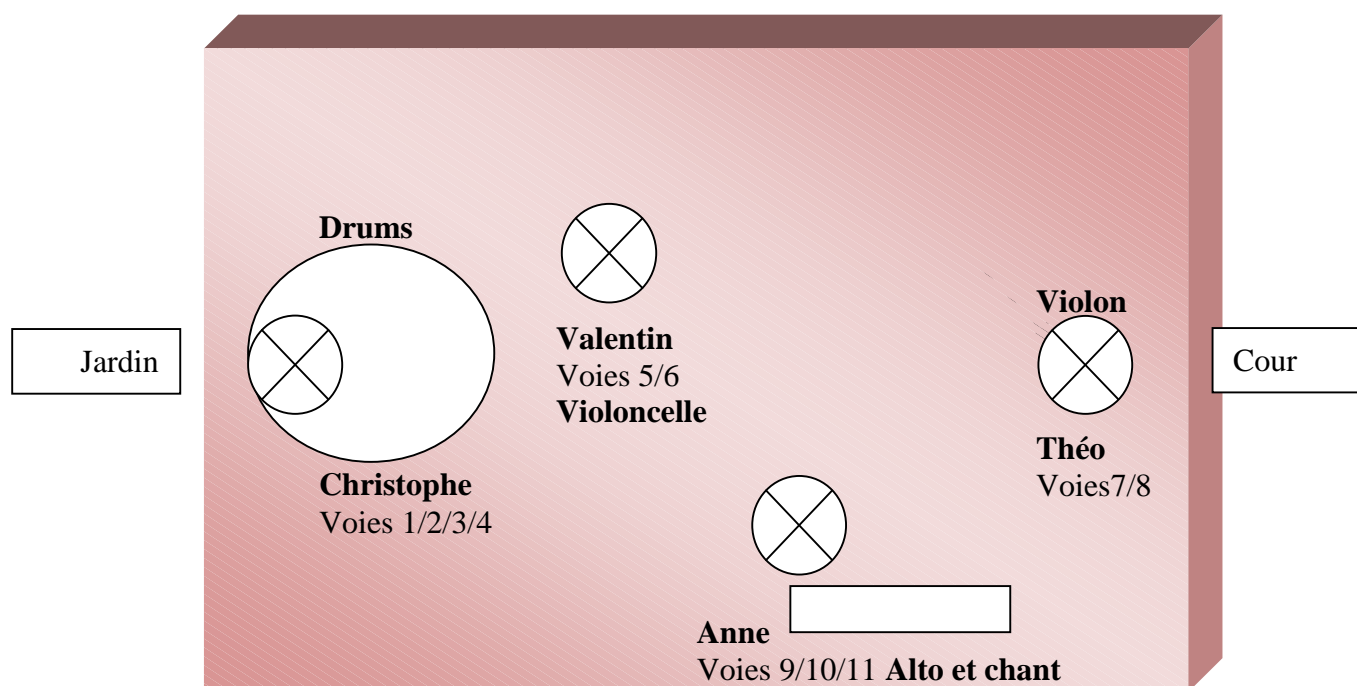 Drums
Jardin
Christophe
Voies 1/2/3/4
Valentin
Voies 5/6
Violoncelle
Violon
Cour
Théo
Voies7/8
Anne
Voies 9/10/11 Alto et chant